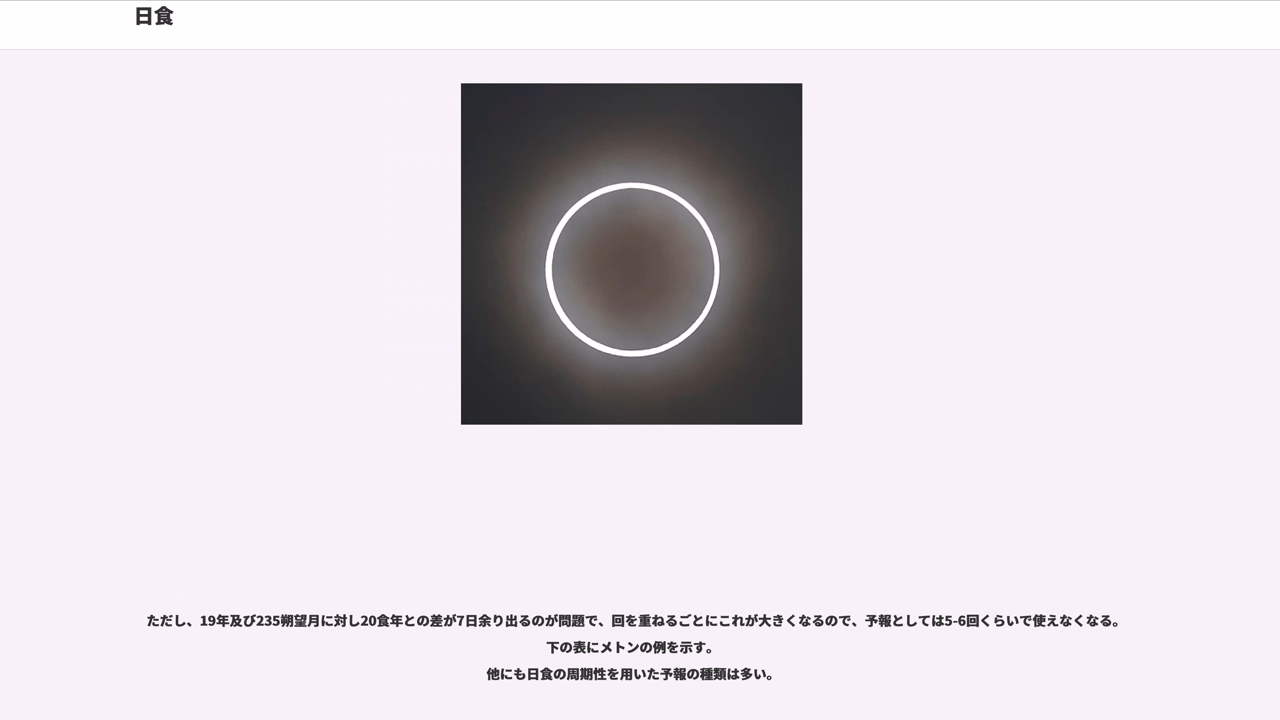 日食
ただし、19年及び235朔望月に対し20食年との差が7日余り出るのが問題で、回を重ねるごとにこれが大きくなるので、予報としては5-6回くらいで使えなくなる。
下の表にメトンの例を示す。
他にも日食の周期性を用いた予報の種類は多い。